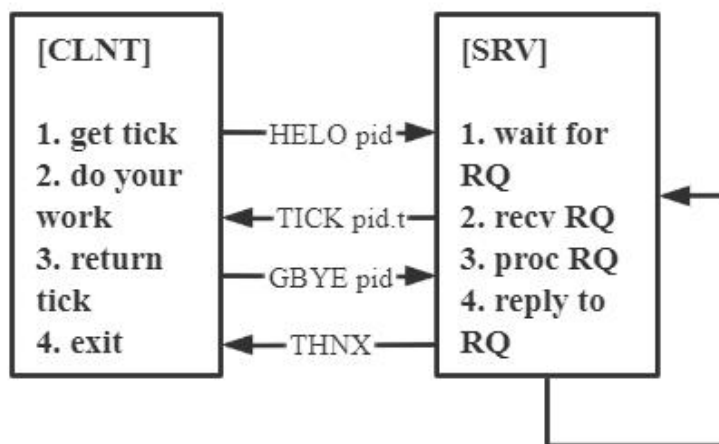 [CLNT]
1. get tick
2. do your
work
3. return
tick
4. exit
HELO pid
TICK pid.t
GBYE pid
THNX
[SRV]
1. wait for
RQ
2. recv RQ
3. proc RQ
4. reply to
RQ